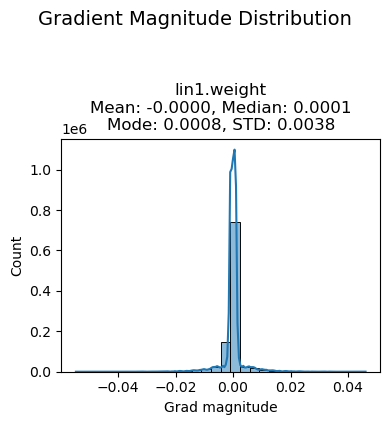 Gradient Magnitude Distribution
lin1.weight
Mean: -0.0000, Median: 0.0001
Mode: 0.0008, STD: 0.0038
1e6
1.0
0.8
0.6
0.4
0.2
0.0
Count
−0.04 −0.02 0.00 0.02 0.04
Grad magnitude